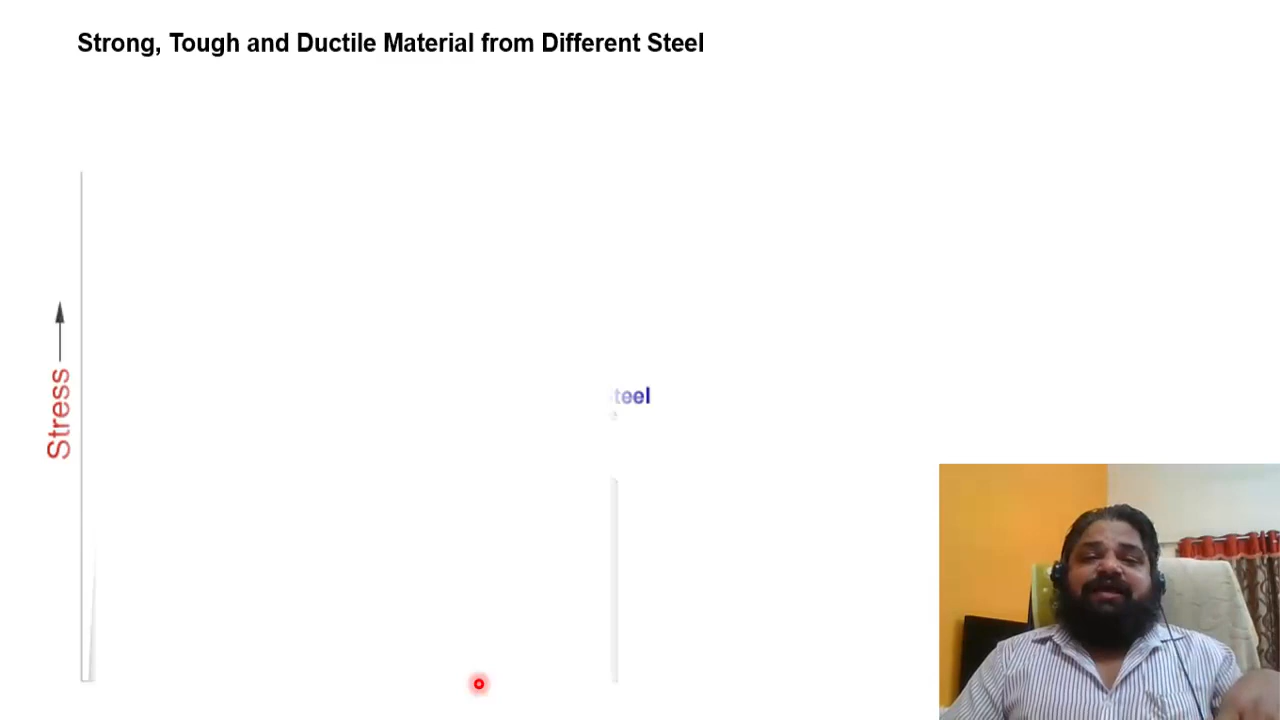 Strong, Tough and Ductile Material from Different Steel
Stress
teel